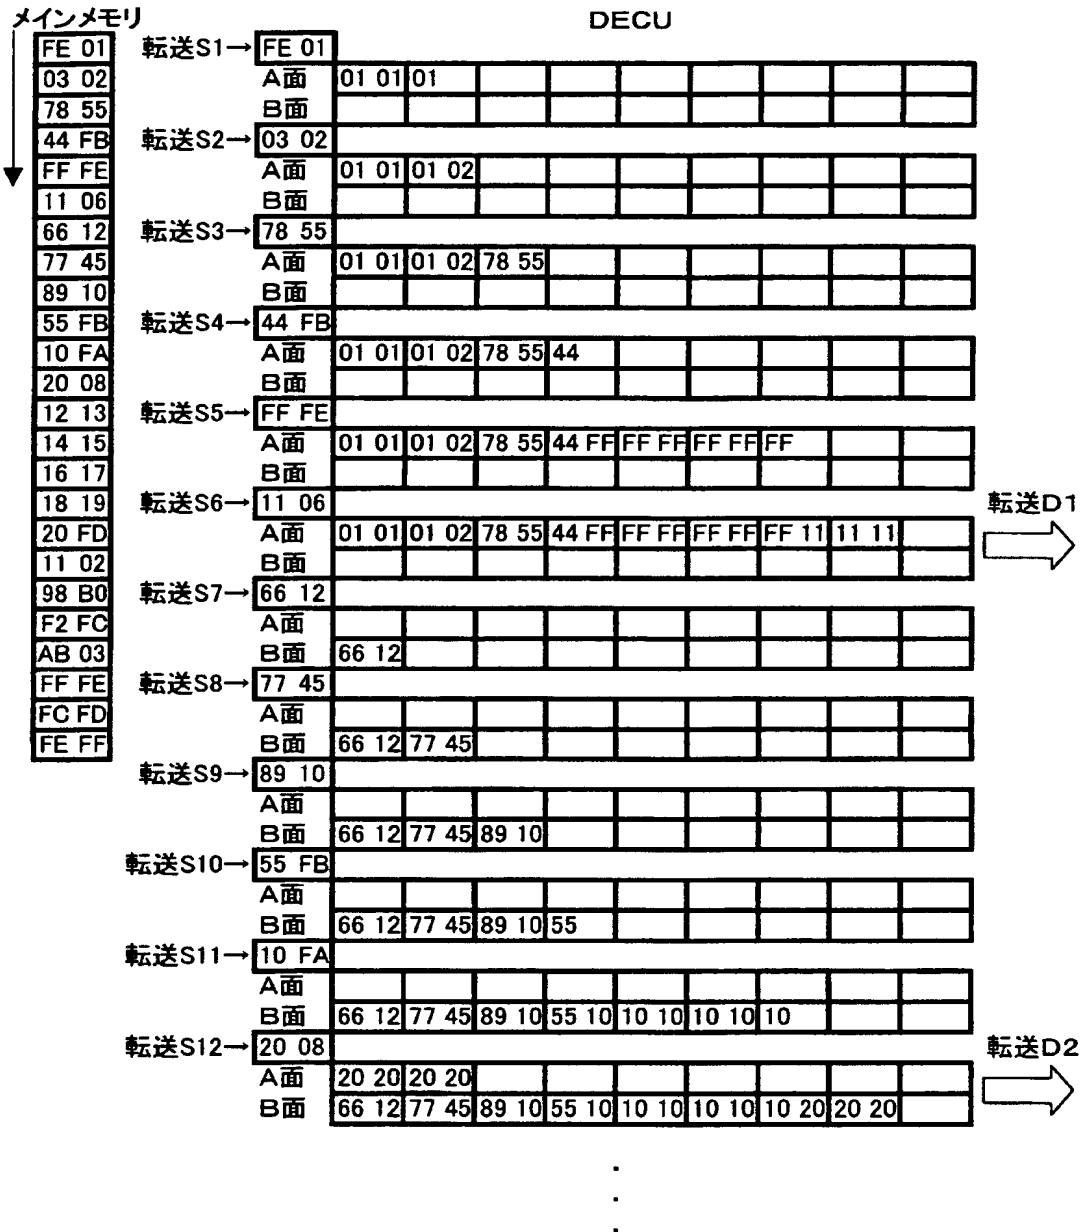 メインメモリ
DECU
FE 01
03 02
78 55
44 FB
FF FE
11 06
66 12
77 45
89 10
55 FB
10 FA
20 08
12 13
14 15
16 17
18 19
20 FD
11 02
98 B0
F2 FC
AB 03
FF FE
FC FD
FE FF
転送S1→ FE 01
A面 01 01 01
B面
転送S2→ 03 02
A面 01 01 01 02
B面
転送S3→ 78 55
A面 01 01 01 02 78 55
B面
転送S4→ 44 FB
A面 01 01 01 02 78 55 44
B面
転送S5→ FF FE
A面 01 01 01 02 78 55 44 FF FF FF FF FF FF
B面
転送S6→ 11 06
転送D1
A面 01 01 01 02 78 55 44 FF FF FF FF FF FF 11 11 11
B面
転送S7→ 66 12
A面
B面 66 12
転送S8→ 77 45
A面
B面 66 12 77 45
転送S9→ 89 10
A面
B面 66 12 77 45 89 10
転送S10→ 55 FB
A面
B面 66 12 77 45 89 10 55
転送S11→ 10 FA
A面
B面 66 12 77 45 89 10 55 10 10 10 10 10 10
転送S12→ 20 08
転送D2
A面 20 20 20 20
B面 66 12 77 45 89 10 55 10 10 10 10 10 10 20 20 20